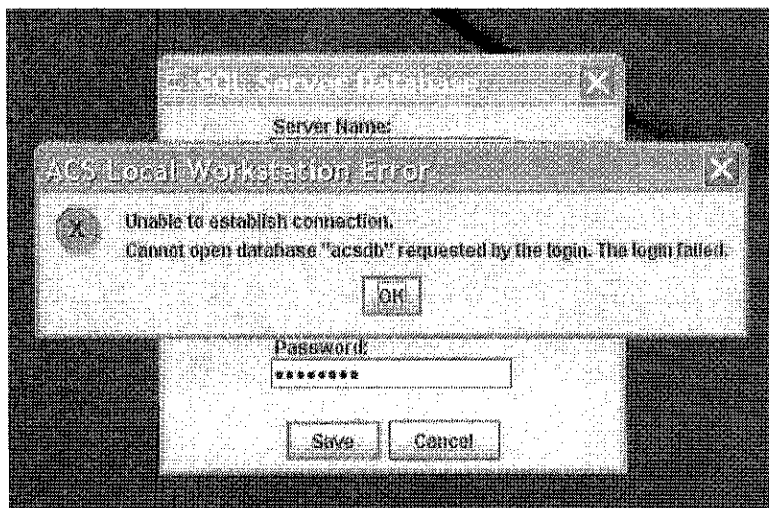 SQL Server Database
Server Name:
ACS Local Workstation Error
X
Unable to establish connection.
Cannot open database "acsdb" requested by the login. The login failed.
OK
Password:
********
Save
Cancel